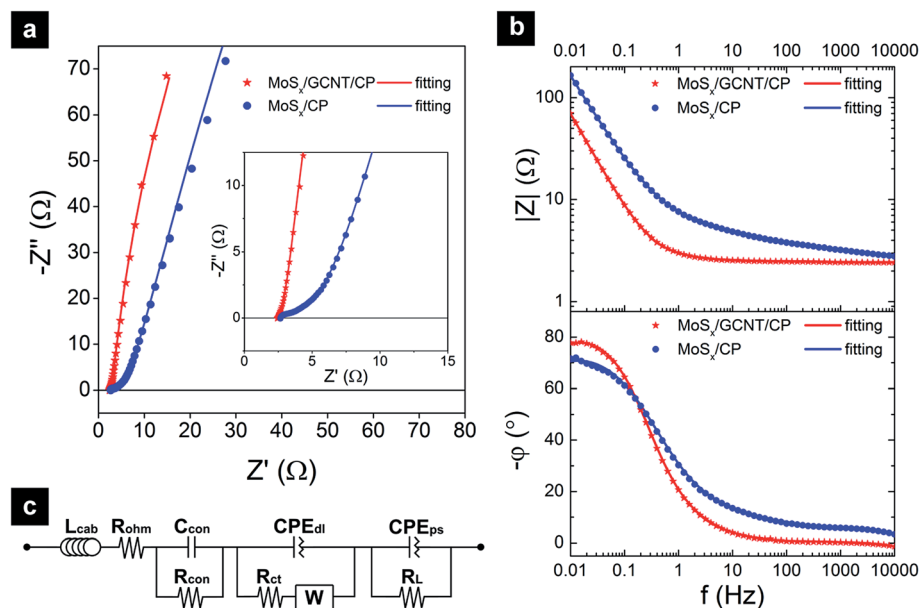 a
70
60
50
40
30
20
10
0
-Z'' (Ω)
MoSx/GCNT/CP fitting
MoSx/CP fitting
10
5
0
-Z'' (Ω)
0 5 10 15
Z' (Ω)
0 10 20 30 40 50 60 70 80
Z' (Ω)
b
0.01 0.1 1 10 100 1000 10000
MoSx/GCNT/CP fitting
MoSx/CP fitting
100
10
1
|Z| (Ω)
MoSx/GCNT/CP fitting
MoSx/CP fitting
80
60
40
20
0
-φ (°)
0.01 0.1 1 10 100 1000 10000
f (Hz)
c
Lcab Rohm Ccon CPEdl CPEps
Rcon Rct W RL